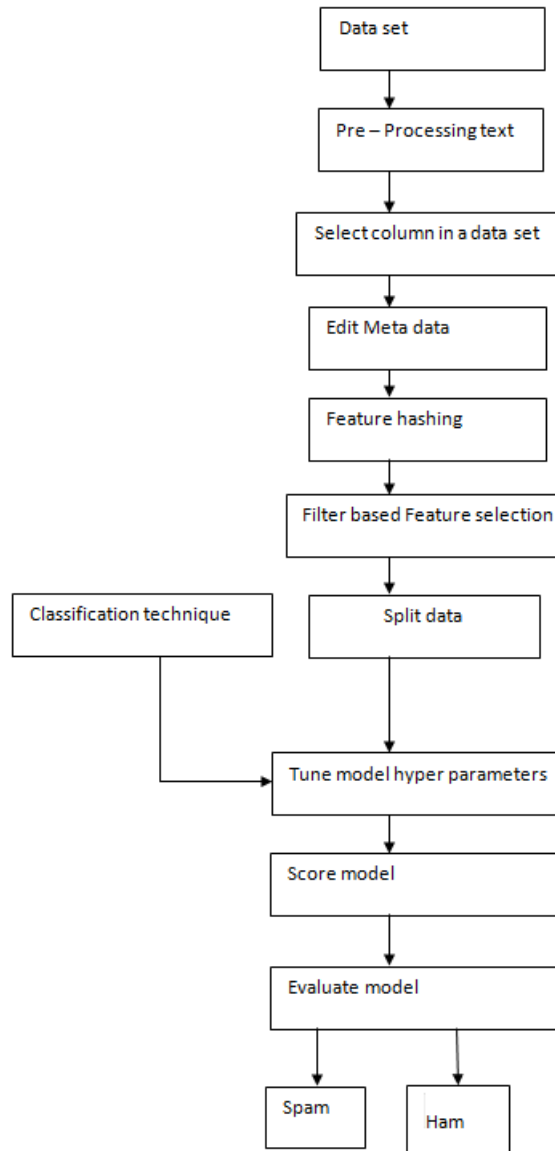 Data set
Pre – Processing text
Select column in a data set
Edit Meta data
Feature hashing
Filter based Feature selection
Classification technique
Split data
Tune model hyper parameters
Score model
Evaluate model
Spam
Ham